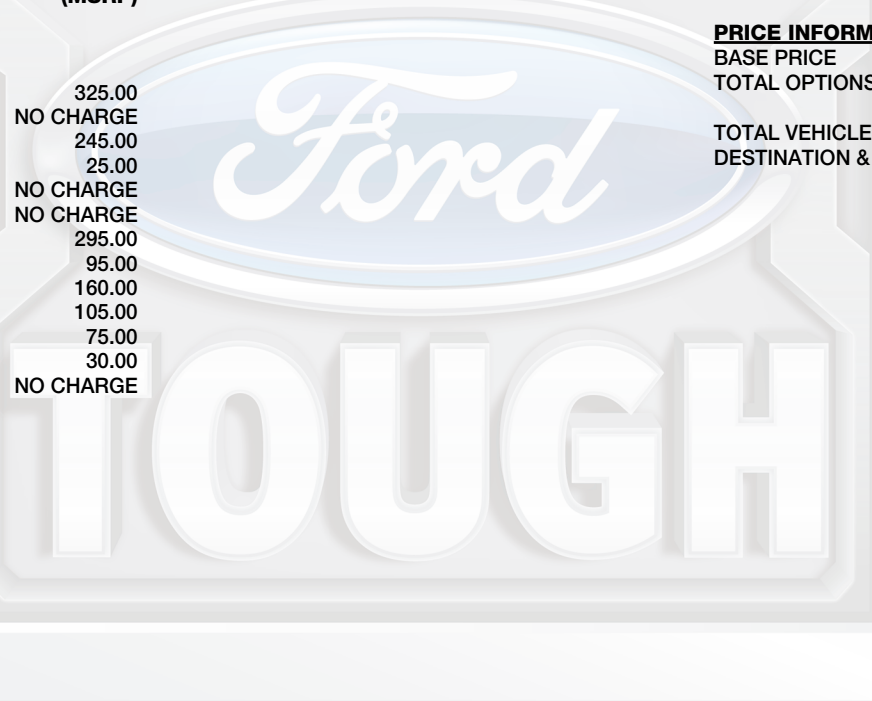 (MSRP)
325.00
NO CHARGE
245.00
25.00
NO CHARGE
NO CHARGE
295.00
95.00
160.00
105.00
75.00
30.00
NO CHARGE
PRICE INFORM
BASE PRICE
TOTAL OPTIONS
TOTAL VEHICLE
DESTINATION &
Ford
TOUGH